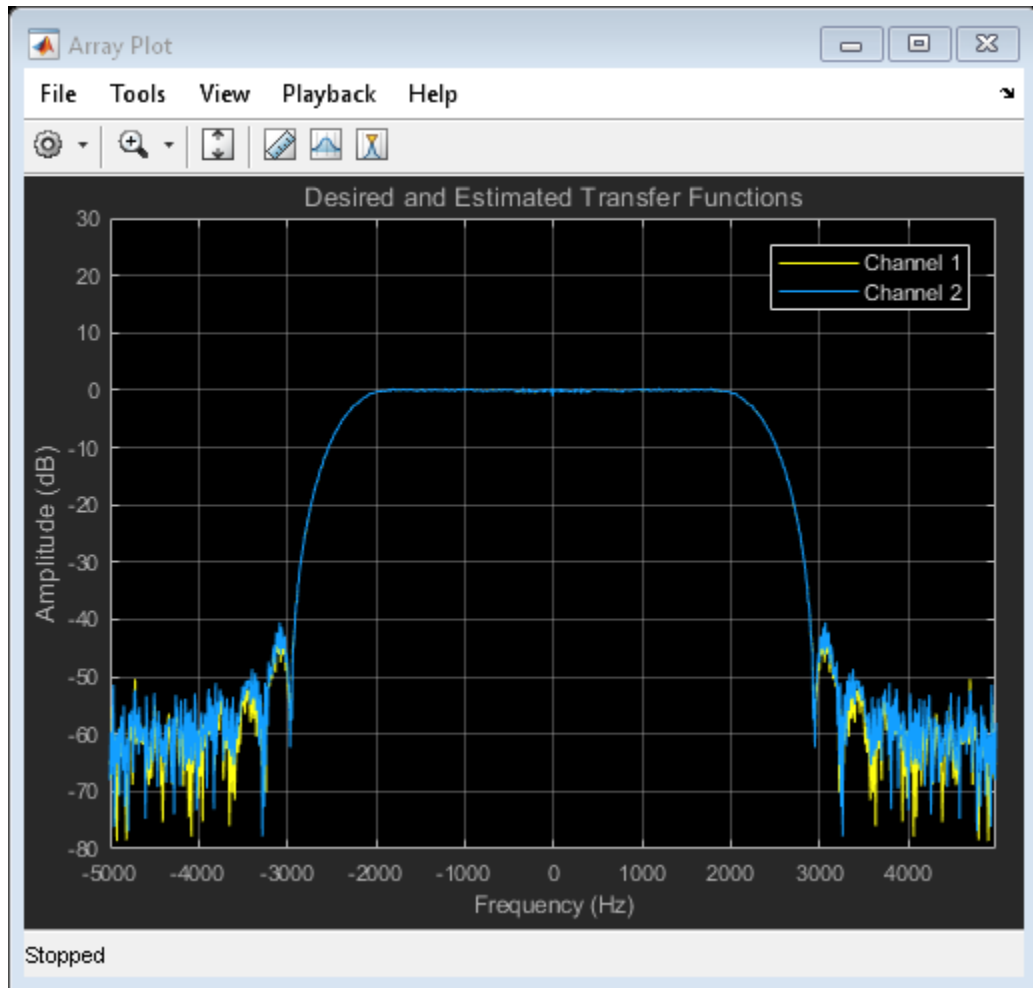 Array Plot
File Tools View Playback Help
Desired and Estimated Transfer Functions
Channel 1
Channel 2
30
20
10
0
-10
-20
-30
-40
-50
-60
-70
-80
Amplitude (dB)
-5000 -4000 -3000 -2000 -1000 0 1000 2000 3000 4000
Frequency (Hz)
Stopped